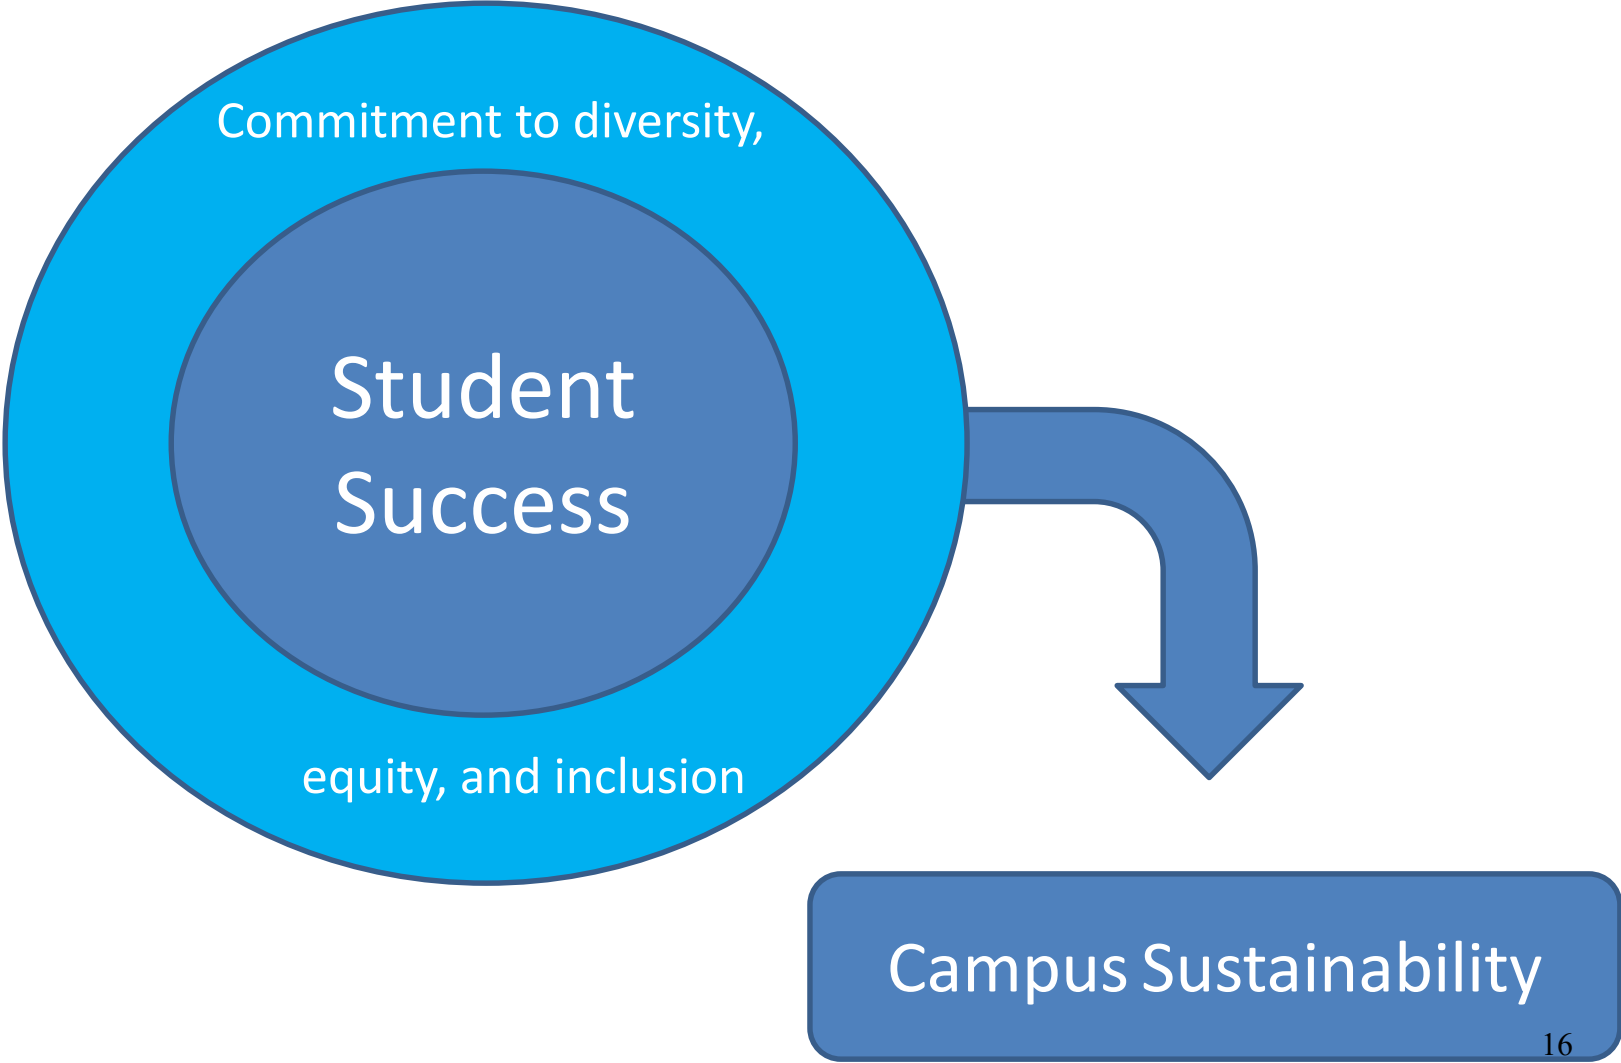 Commitment to diversity,
Student
Success
equity, and inclusion
Campus Sustainability
16